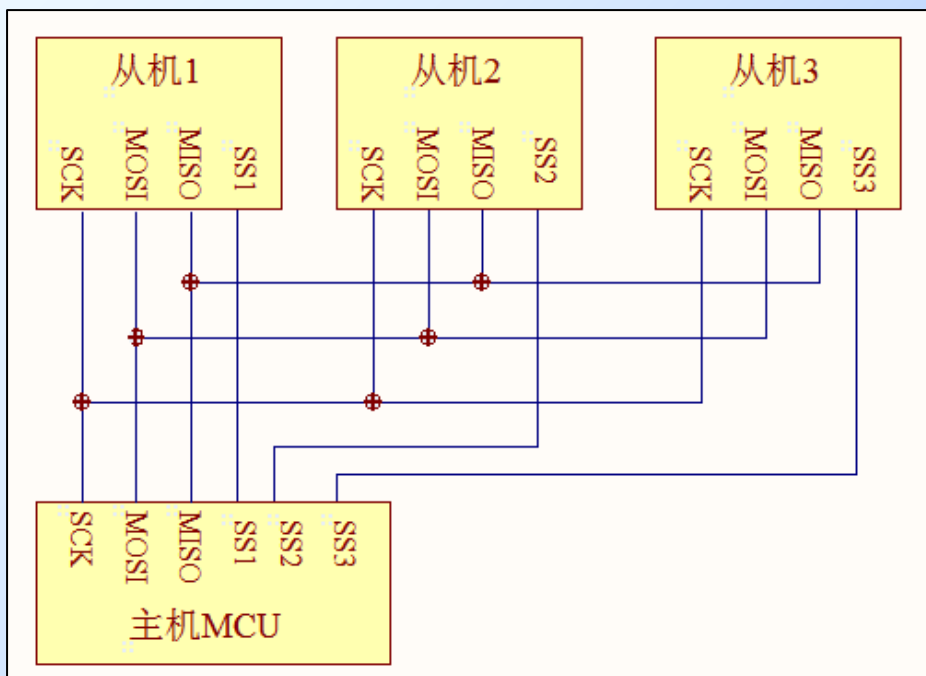 从机1
SCK
MOSI
MISO
SS1
从机2
SCK
MOSI
MISO
SS2
从机3
SCK
MOSI
MISO
SS3
SCK
MOSI
MISO
SS1
SS2
SS3
主机MCU